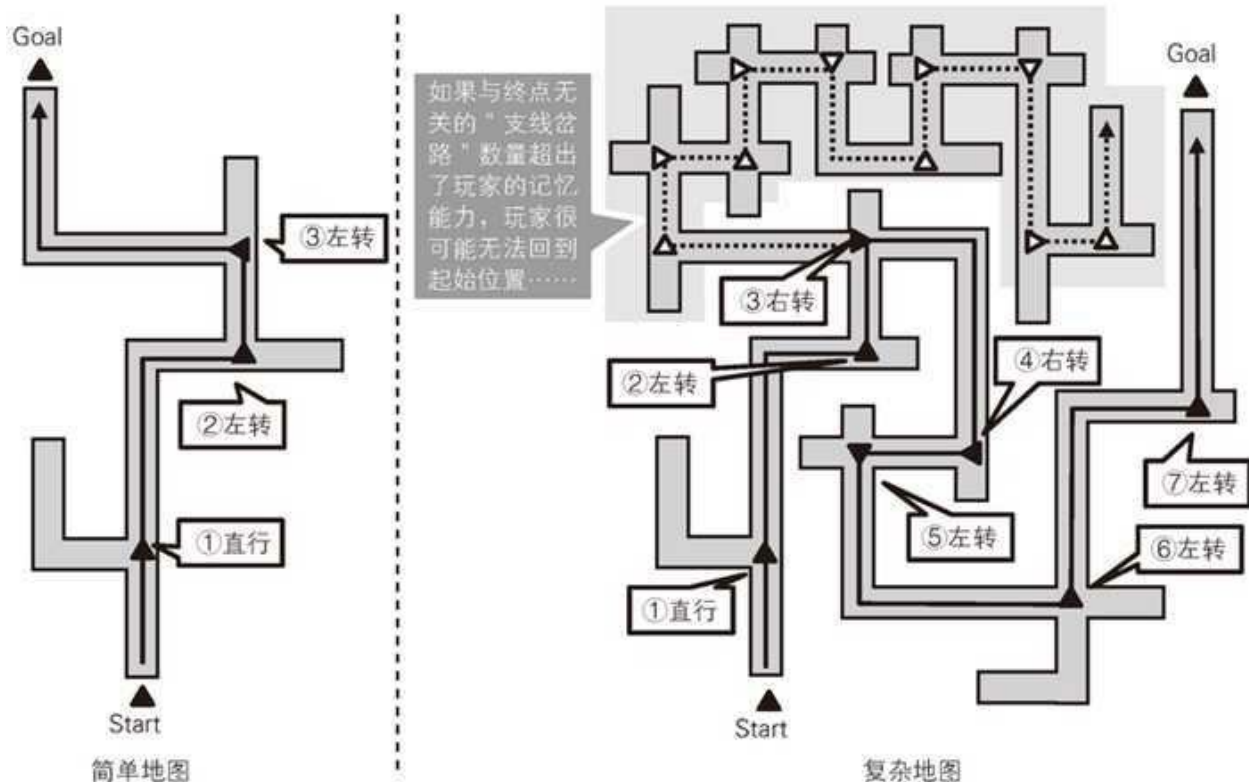 Goal
③左转
②左转
①直行
Start
简单地图
如果与终点无
关的"支线岔
路"数量超出
了玩家的记忆
能力，玩家很
可能无法回到
起始位置……
Goal
③右转
②左转
④右转
⑦左转
⑤左转
⑥左转
①直行
Start
复杂地图